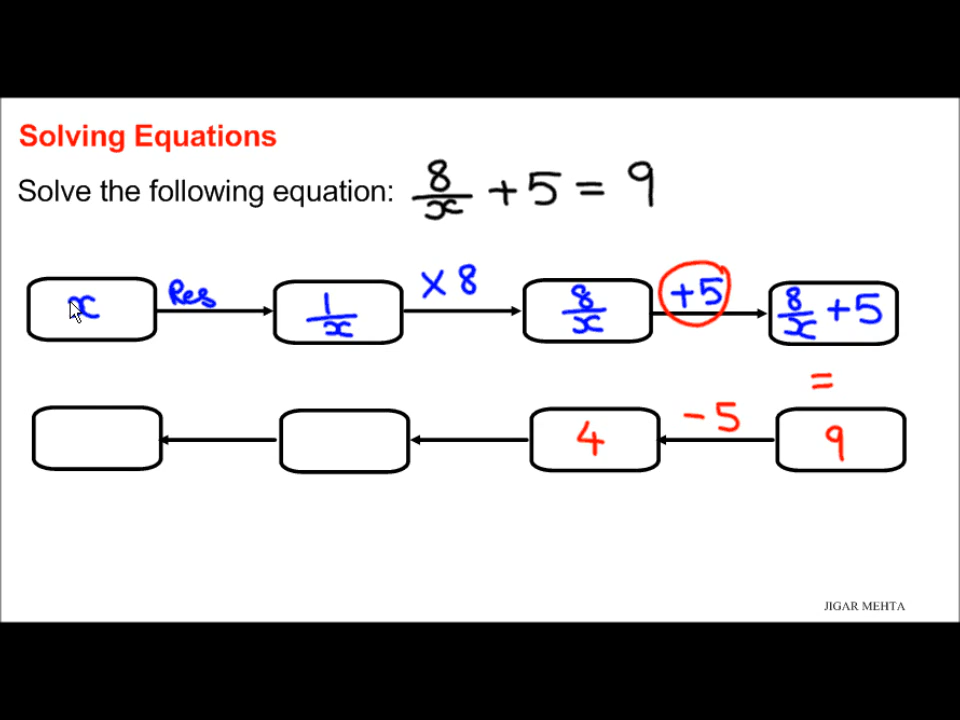 Solving Equations
Solve the following equation: 8/x + 5 = 9
x Res 1/x × 8 8/x +5 8/x + 5
=
4 - 5 9
JIGAR MEHTA